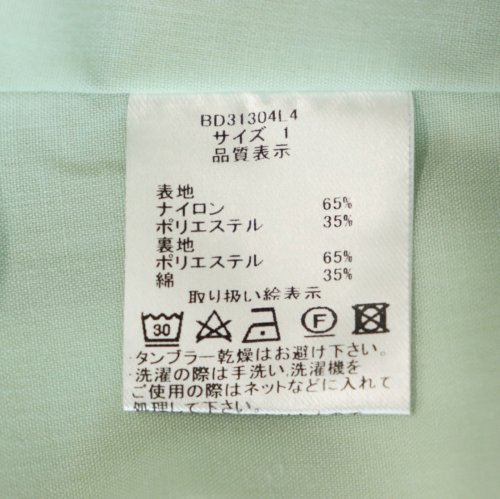 BD31304L4
サイズ 1
品質表示
表地
ナイロン 65%
ポリエステル 35%
裏地
ポリエステル 65%
綿 35%
取り扱い絵表示
30 F
タンブラー乾燥はお避け下さい。
洗濯の際は手洗い,洗濯機を
ご使用の際はネットなどに入れて
処理して下さい。